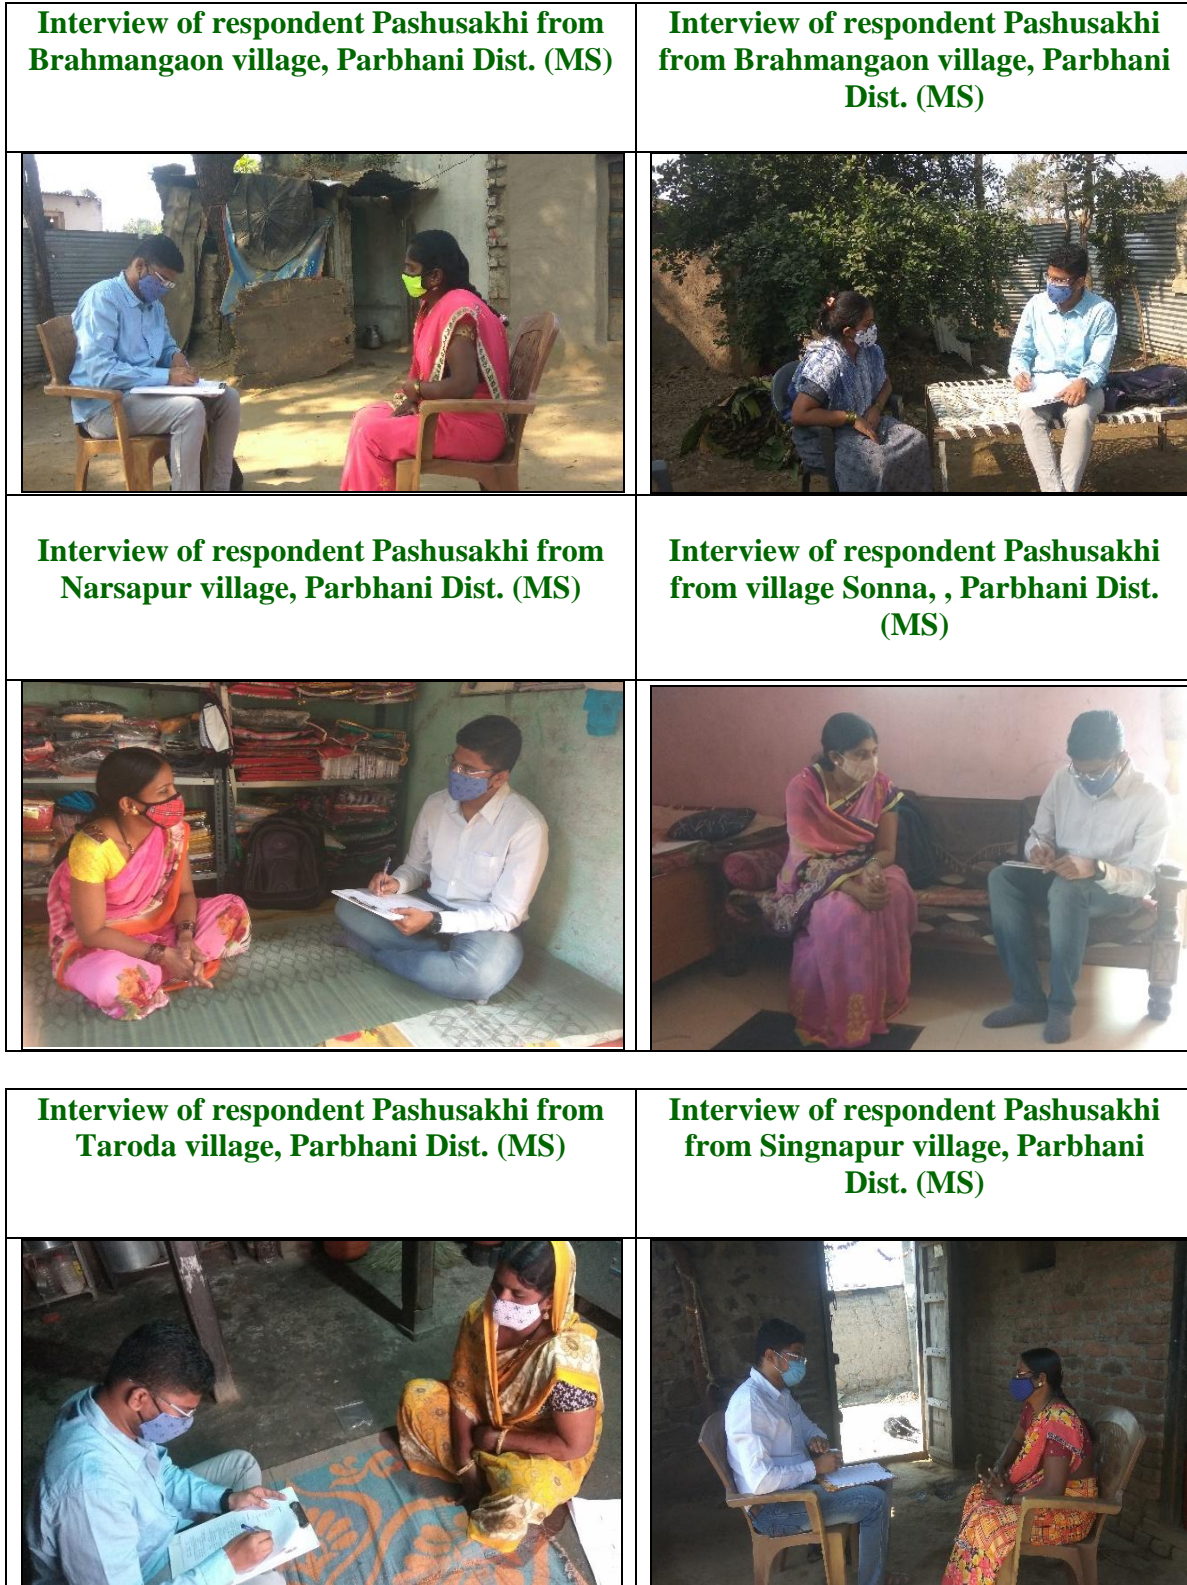 Interview of respondent Pashusakhi from
Brahmangaon village, Parbhani Dist. (MS)
Interview of respondent Pashusakhi
from Brahmangaon village, Parbhani
Dist. (MS)
Interview of respondent Pashusakhi from
Narsapur village, Parbhani Dist. (MS)
Interview of respondent Pashusakhi
from village Sonna, , Parbhani Dist.
(MS)
Interview of respondent Pashusakhi from
Taroda village, Parbhani Dist. (MS)
Interview of respondent Pashusakhi
from Singnapur village, Parbhani
Dist. (MS)